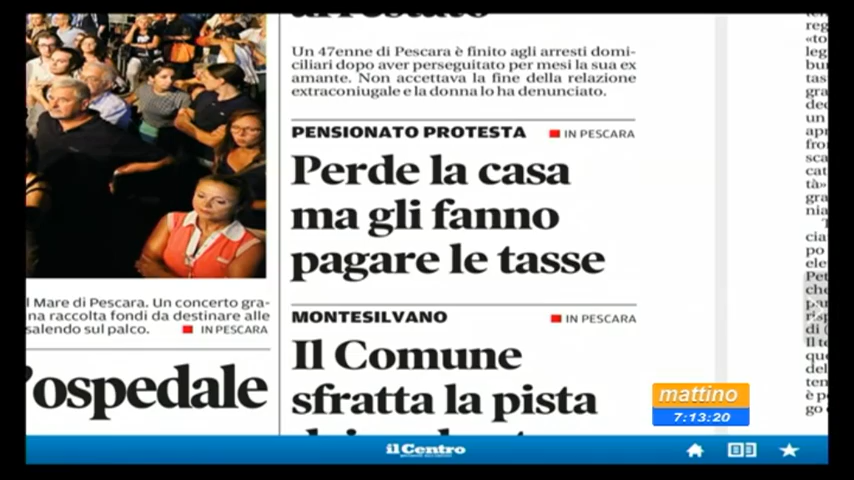 Un 47enne di Pescara è finito agli arresti domi-
ciliari dopo aver perseguitato per mesi la sua ex
amante. Non accettava la fine della relazione
extraconiugale e la donna lo ha denunciato.
PENSIONATO PROTESTA IN PESCARA
Perde la casa
ma gli fanno
pagare le tasse
l Mare di Pescara. Un concerto gra-
na raccolta fondi da destinare alle
salendo sul palco. IN PESCARA
'ospedale
MONTESILVANO IN PESCARA
Il Comune
sfratta la pista
mattino
7:13:20
il Centro